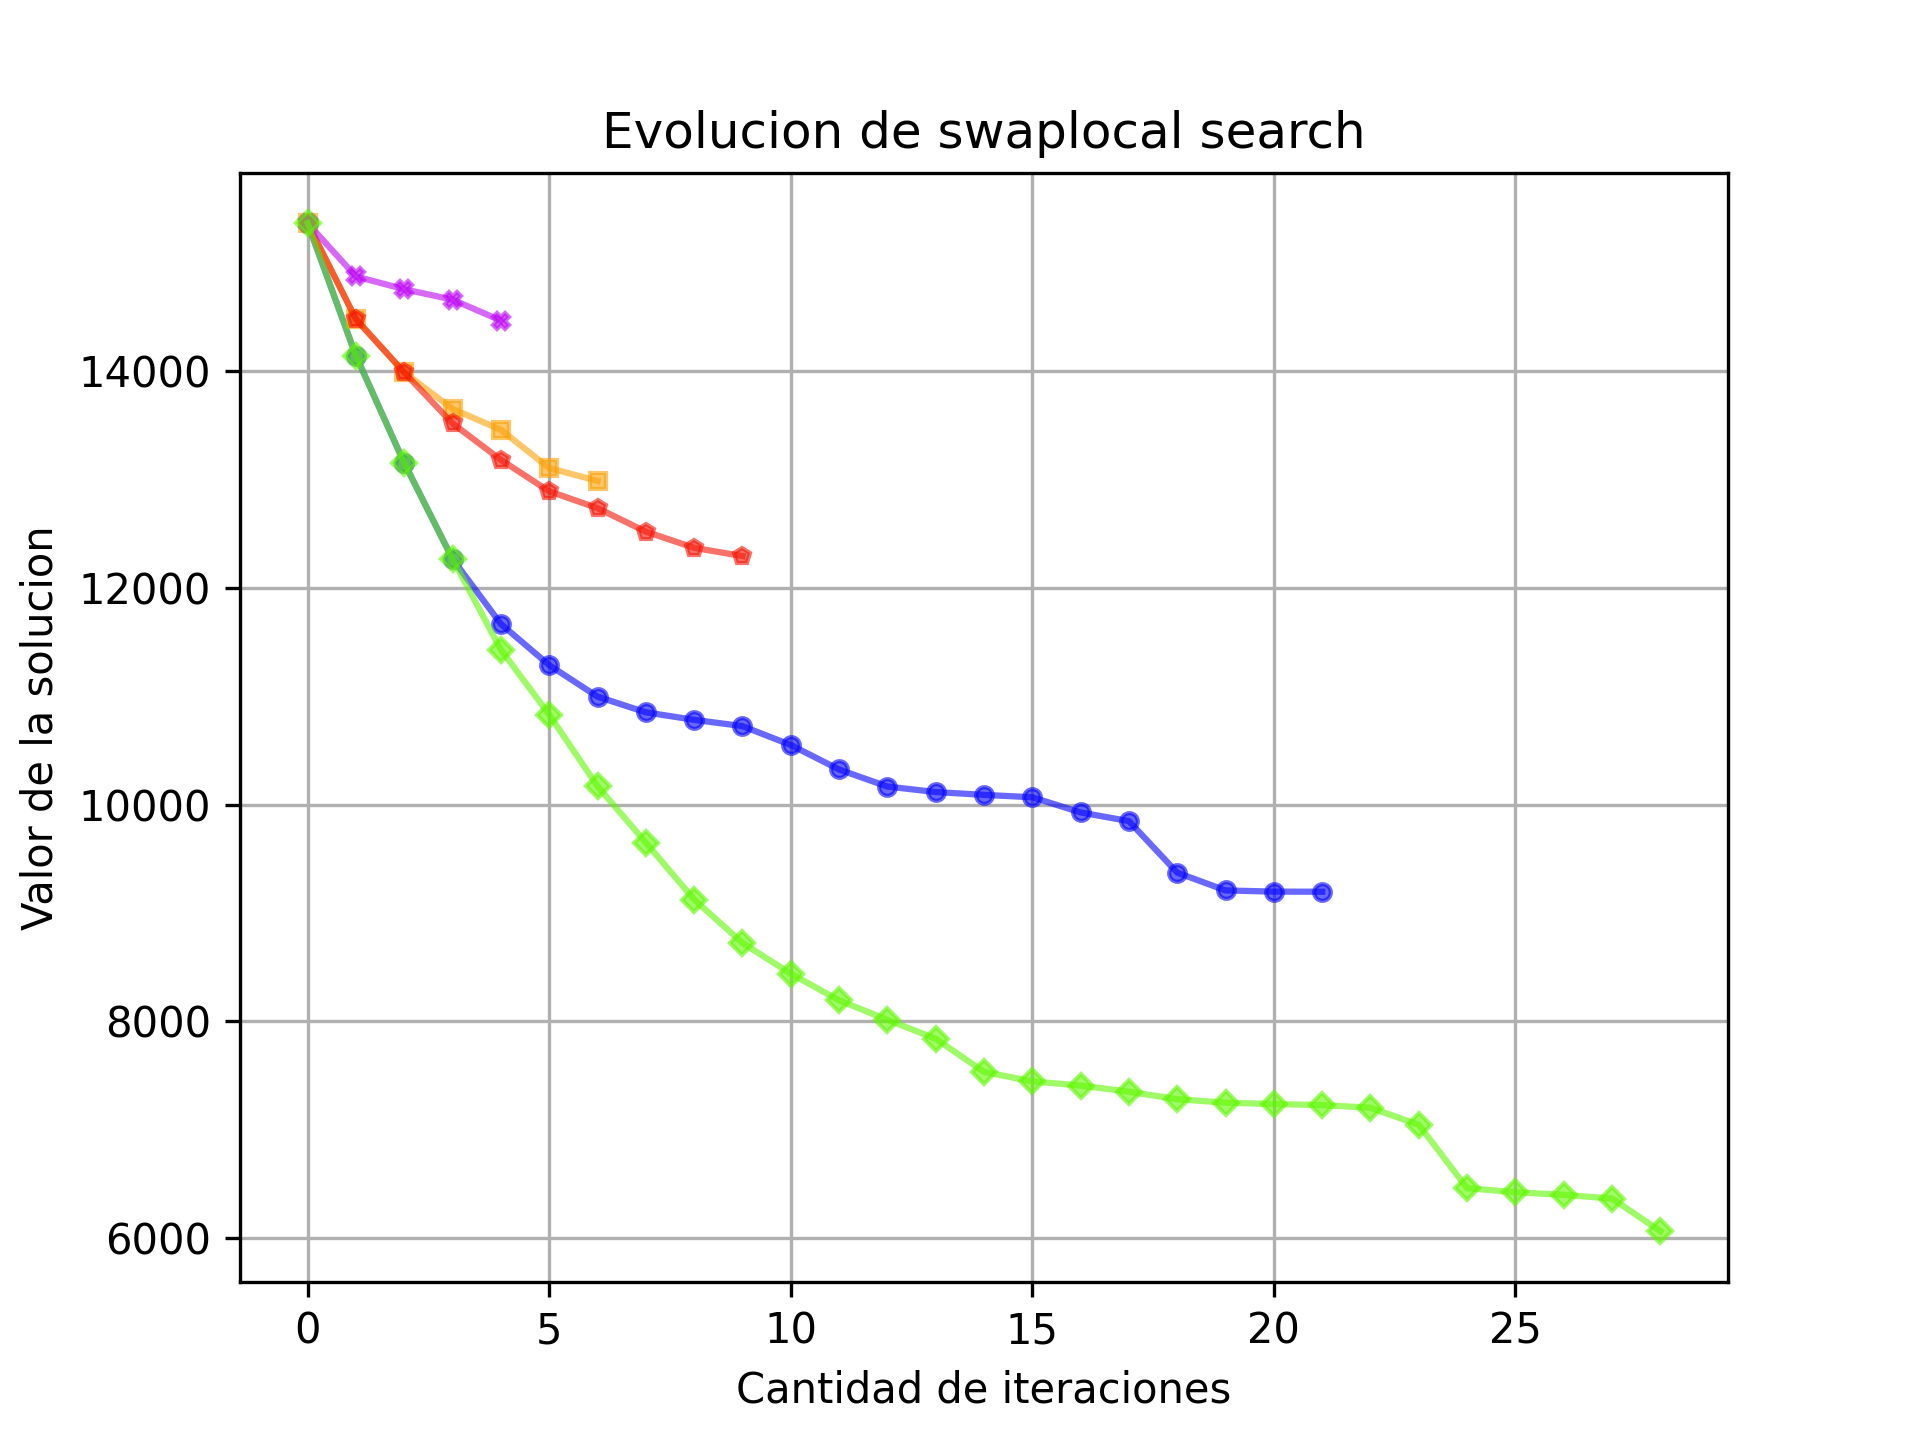 Evolucion de swaplocal search
Valor de la solucion
14000
12000
10000
8000
6000
0 5 10 15 20 25
Cantidad de iteraciones